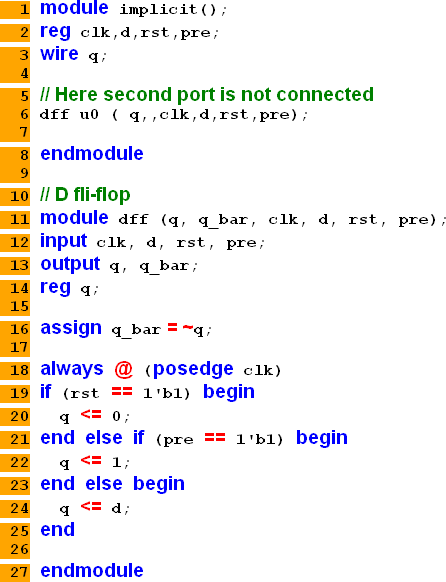 1 module implicit();
2 reg clk,d,rst,pre;
3 wire q;
4
5 // Here second port is not connected
6 dff u0 ( q,,clk,d,rst,pre);
7
8 endmodule
9
10 // D fli-flop
11 module dff (q, q_bar, clk, d, rst, pre);
12 input clk, d, rst, pre;
13 output q, q_bar;
14 reg q;
15
16 assign q_bar = ~q;
17
18 always @ (posedge clk)
19 if (rst == 1'b1) begin
20   q <= 0;
21 end else if (pre == 1'b1) begin
22   q <= 1;
23 end else begin
24   q <= d;
25 end
26
27 endmodule